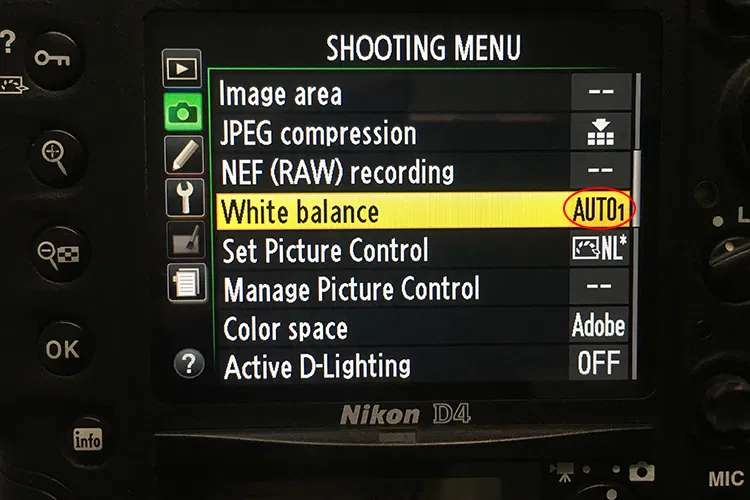 SHOOTING MENU
Image area --
JPEG compression
NEF (RAW) recording --
White balance AUTO1
Set Picture Control NL*
Manage Picture Control --
Color space Adobe
Active D-Lighting OFF
?
?
OK
info
Nikon D4
MIC